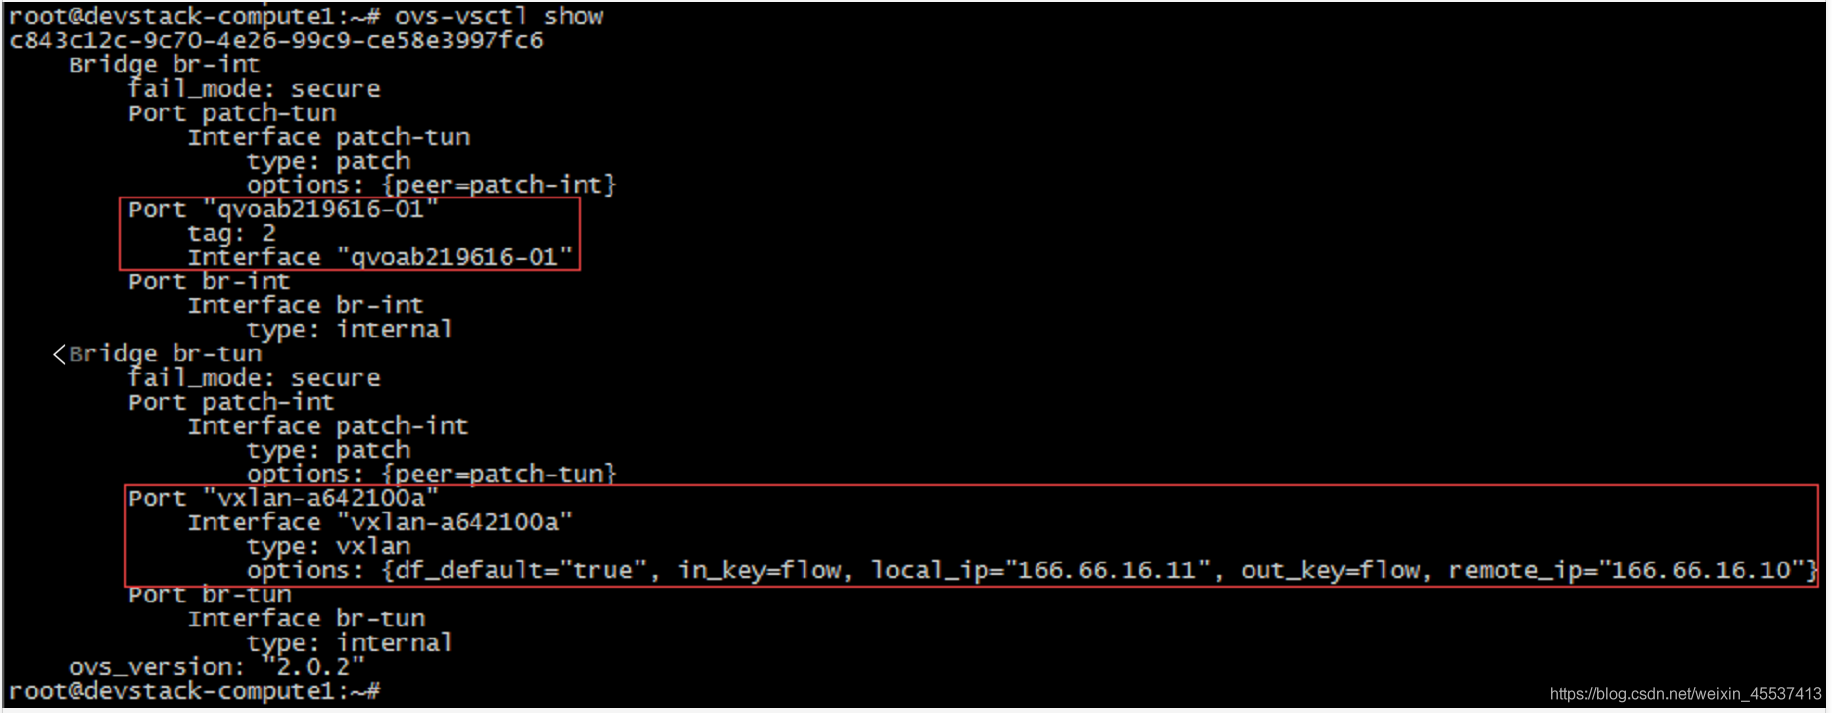 root@devstack-compute1:~# ovs-vsctl show
c843c12c-9c70-4e26-99c9-ce58e3997fc6
    Bridge br-int
        fail_mode: secure
        Port patch-tun
            Interface patch-tun
                type: patch
                options: {peer=patch-int}
        Port "qvoab219616-01"
            tag: 2
            Interface "qvoab219616-01"
        Port br-int
            Interface br-int
                type: internal
    Bridge br-tun
        fail_mode: secure
        Port patch-int
            Interface patch-int
                type: patch
                options: {peer=patch-tun}
        Port "vxlan-a642100a"
            Interface "vxlan-a642100a"
                type: vxlan
                options: {df_default="true", in_key=flow, local_ip="166.66.16.11", out_key=flow, remote_ip="166.66.16.10"}
        Port br-tun
            Interface br-tun
                type: internal
    ovs_version: "2.0.2"
root@devstack-compute1:~#
https://blog.csdn.net/weixin_45537413